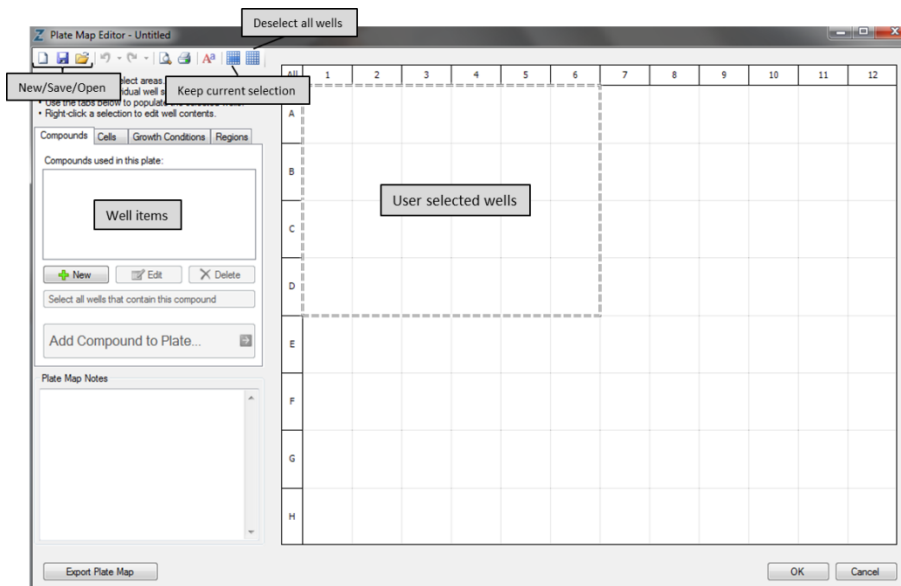 Deselect all wells
Plate Map Editor - Untitled
New/Save/Open
Keep current selection
elect areas.
idual well s
• Use the tabs below to populate
• Right-click a selection to edit well contents.
Compounds Cells Growth Conditions Regions
Compounds used in this plate:
Well items
New Edit Delete
Select all wells that contain this compound
Add Compound to Plate...
Plate Map Notes
Export Plate Map
All 1 2 3 4 5 6 7 8 9 10 11 12
A
B
User selected wells
C
D
E
F
G
H
OK Cancel